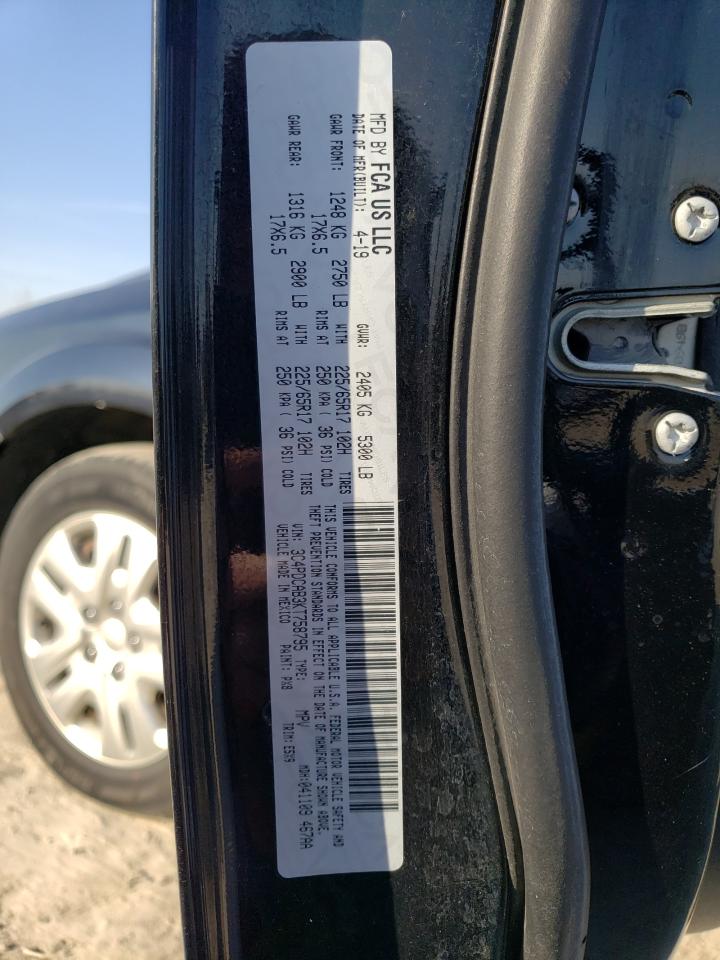 MFD BY FCA US LLC
DATE OF MFR(BUILT): 4-19 GVWR: 2405 KG 5300 LB
GAWR FRONT: 1248 KG 2750 LB WITH 225/65R17 102H TIRES
17X6.5 RIMS AT 250 KPA ( 36 PSI) COLD
GAWR REAR: 1316 KG 2900 LB WITH 225/65R17 102H TIRES
17X6.5 RIMS AT 250 KPA ( 36 PSI) COLD
THIS VEHICLE CONFORMS TO ALL APPLICABLE U.S.A. FEDERAL MOTOR VEHICLE SAFETY AND
THEFT PREVENTION STANDARDS IN EFFECT ON THE DATE OF MANUFACTURE SHOWN ABOVE.
VIN: 3C4PDCAB3KT758795 TYPE: MPV MDH:041109 467AA
VEHICLE MADE IN MEXICO PAINT: PX8 TRIM: E5X9